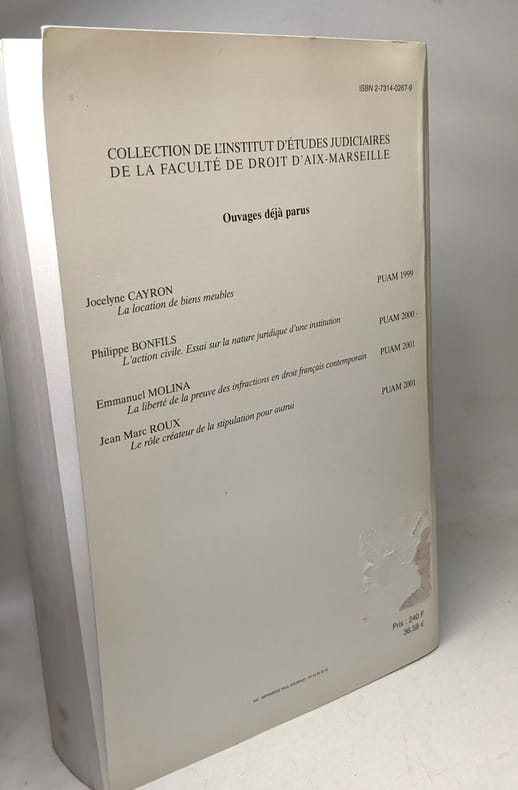 ISBN 2-7314-0267-9
COLLECTION DE L'INSTITUT D'ÉTUDES JUDICIAIRES
DE LA FACULTÉ DE DROIT D'AIX-MARSEILLE
Ouvages déjà parus
Jocelyne CAYRON PUAM 1999
La location de biens meubles
Philippe BONFILS PUAM 2000
L'action civile. Essai sur la nature juridique d'une institution
Emmanuel MOLINA PUAM 2001
La liberté de la preuve des infractions en droit français contemporain
Jean Marc ROUX PUAM 2001
Le rôle créateur de la stipulation pour autrui
Prix : 240 F
36,58 €